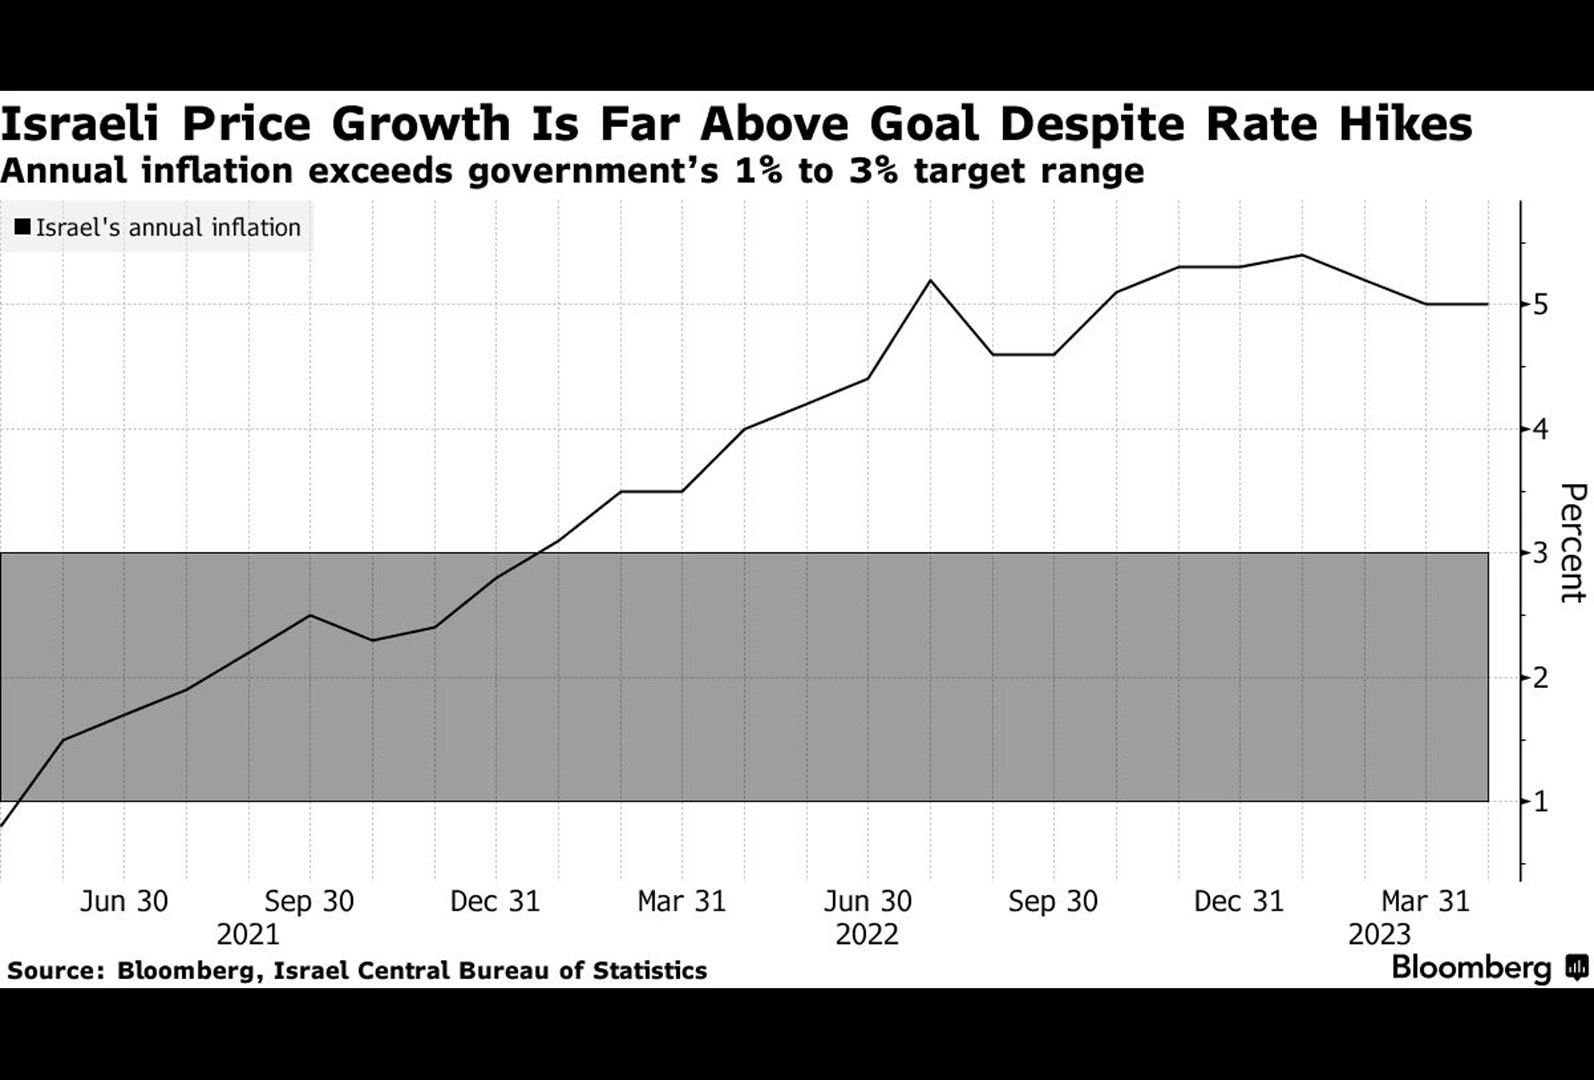 Israeli Price Growth Is Far Above Goal Despite Rate Hikes
Annual inflation exceeds government’s 1% to 3% target range
Israel's annual inflation
5
4
3
2
1
Percent
Jun 30 Sep 30 Dec 31 Mar 31 Jun 30 Sep 30 Dec 31 Mar 31
2021 2022 2023
Source: Bloomberg, Israel Central Bureau of Statistics
Bloomberg